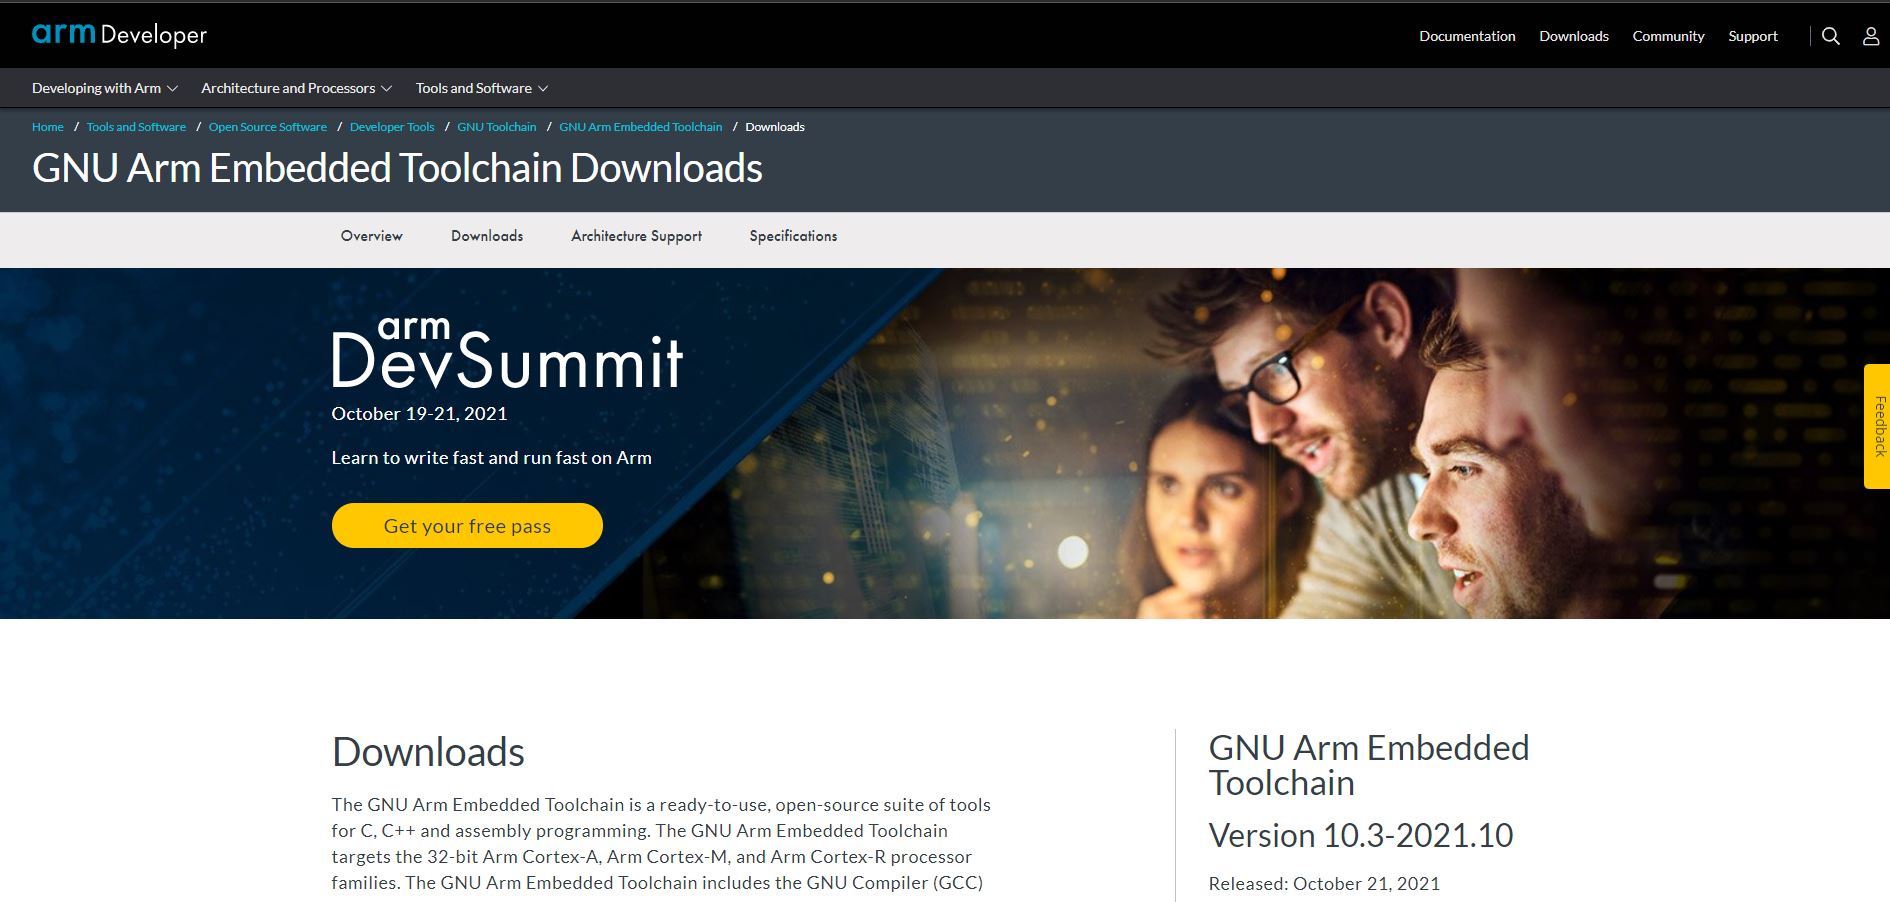 arm Developer
Documentation Downloads Community Support
Developing with Arm Architecture and Processors Tools and Software
Home / Tools and Software / Open Source Software / Developer Tools / GNU Toolchain / GNU Arm Embedded Toolchain / Downloads
GNU Arm Embedded Toolchain Downloads
Overview Downloads Architecture Support Specifications
arm
DevSummit
October 19-21, 2021
Learn to write fast and run fast on Arm
Get your free pass
Feedback
Downloads
The GNU Arm Embedded Toolchain is a ready-to-use, open-source suite of tools
for C, C++ and assembly programming. The GNU Arm Embedded Toolchain
targets the 32-bit Arm Cortex-A, Arm Cortex-M, and Arm Cortex-R processor
families. The GNU Arm Embedded Toolchain includes the GNU Compiler (GCC)
GNU Arm Embedded
Toolchain
Version 10.3-2021.10
Released: October 21, 2021